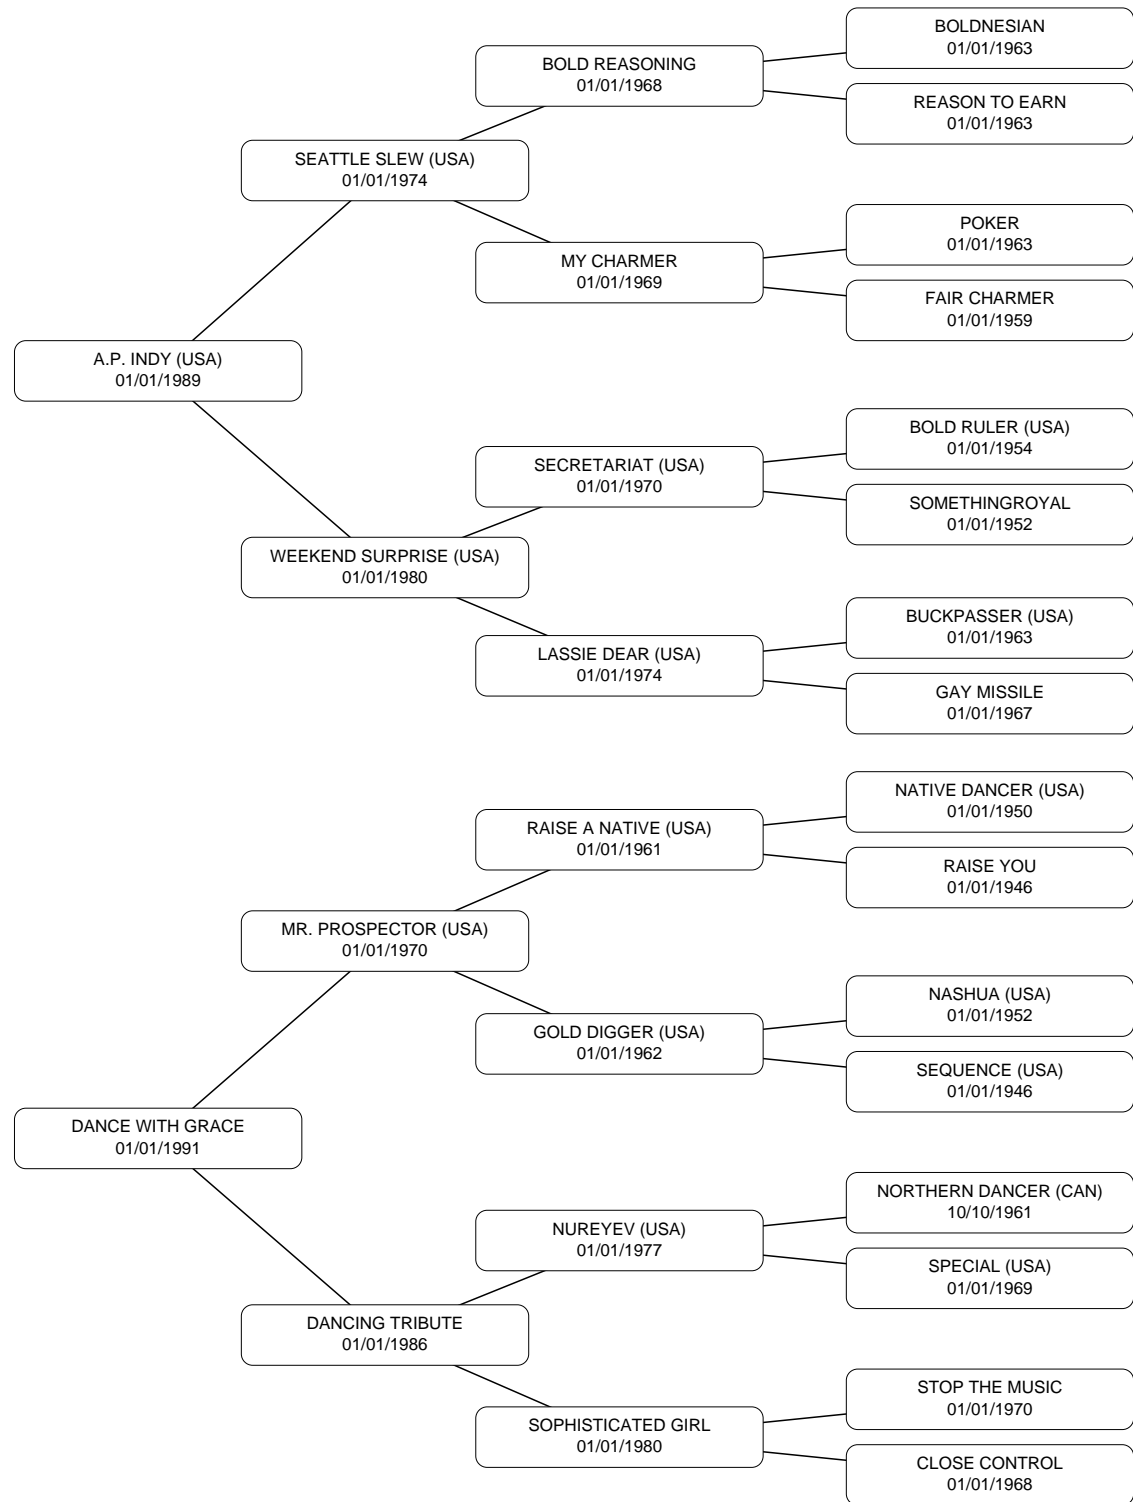 BOLDNESIAN
01/01/1963
BOLD REASONING
01/01/1968
REASON TO EARN
01/01/1963
SEATTLE SLEW (USA)
01/01/1974
POKER
01/01/1963
MY CHARMER
01/01/1969
FAIR CHARMER
01/01/1959
A.P. INDY (USA)
01/01/1989
BOLD RULER (USA)
01/01/1954
SECRETARIAT (USA)
01/01/1970
SOMETHINGROYAL
01/01/1952
WEEKEND SURPRISE (USA)
01/01/1980
BUCKPASSER (USA)
01/01/1963
LASSIE DEAR (USA)
01/01/1974
GAY MISSILE
01/01/1967
NATIVE DANCER (USA)
01/01/1950
RAISE A NATIVE (USA)
01/01/1961
RAISE YOU
01/01/1946
MR. PROSPECTOR (USA)
01/01/1970
NASHUA (USA)
01/01/1952
GOLD DIGGER (USA)
01/01/1962
SEQUENCE (USA)
01/01/1946
DANCE WITH GRACE
01/01/1991
NORTHERN DANCER (CAN)
10/10/1961
NUREYEV (USA)
01/01/1977
SPECIAL (USA)
01/01/1969
DANCING TRIBUTE
01/01/1986
STOP THE MUSIC
01/01/1970
SOPHISTICATED GIRL
01/01/1980
CLOSE CONTROL
01/01/1968